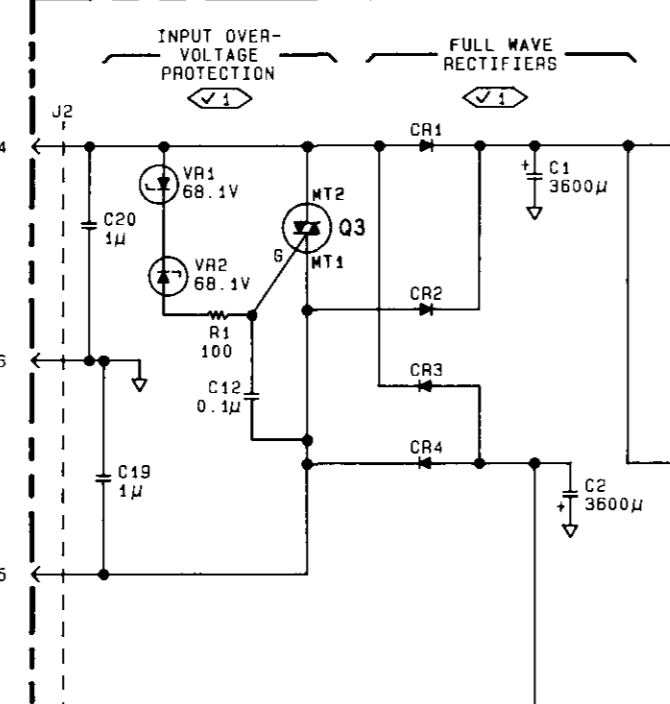 INPUT OVER-
VOLTAGE
PROTECTION
√1
FULL WAVE
RECTIFIERS
√1
J2
4
CR1
VR1
68.1V
MT2
+
C1
3600μ
C20
1μ
Q3
G
MT1
VR2
68.1V
CR2
R1
100
CR3
C12
0.1μ
CR4
C19
1μ
C2
3600μ
+
5